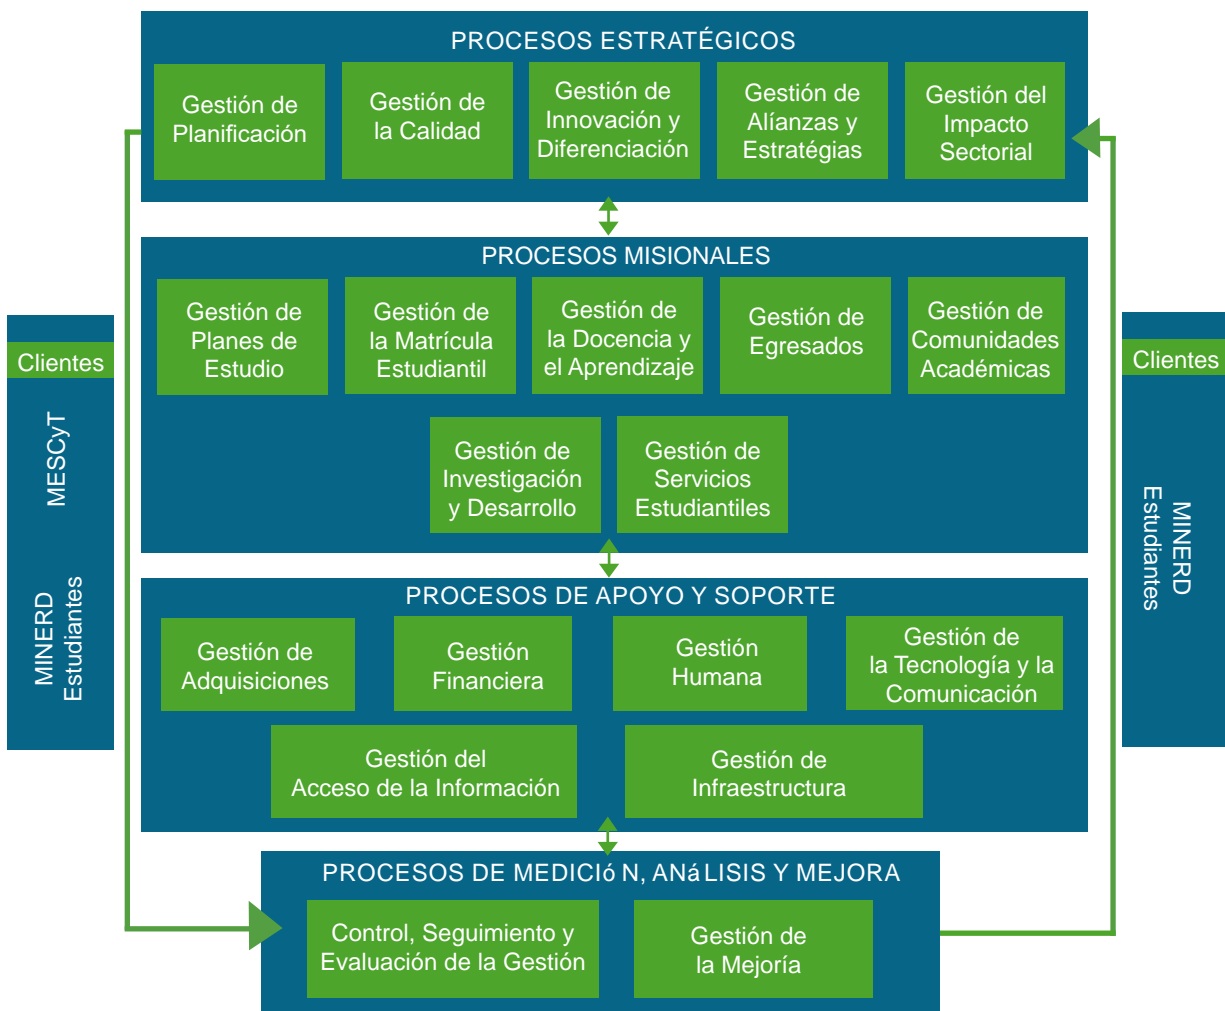 PROCESOS ESTRATÉGICOS
Gestión de
Planificación
Gestión de
la Calidad
Gestión de
Innovación y
Diferenciación
Gestión de
Alíanzas y
Estratégias
Gestión del
Impacto
Sectorial
PROCESOS MISIONALES
Gestión de
Planes de
Estudio
Gestión de
la Matrícula
Estudiantil
Gestión de
la Docencia y
el Aprendizaje
Gestión de
Egresados
Gestión de
Comunidades
Académicas
Gestión de
Investigación
y Desarrollo
Gestión de
Servicios
Estudiantiles
Clientes
MESCyT
MINERD
Estudiantes
Clientes
MINERD
Estudiantes
PROCESOS DE APOYO Y SOPORTE
Gestión de
Adquisiciones
Gestión
Financiera
Gestión
Humana
Gestión de
la Tecnología y la
Comunicación
Gestión del
Acceso de la Información
Gestión de
Infraestructura
PROCESOS DE MEDICIó N, ANá LISIS Y MEJORA
Control, Seguimiento y
Evaluación de la Gestión
Gestión de
la Mejoría